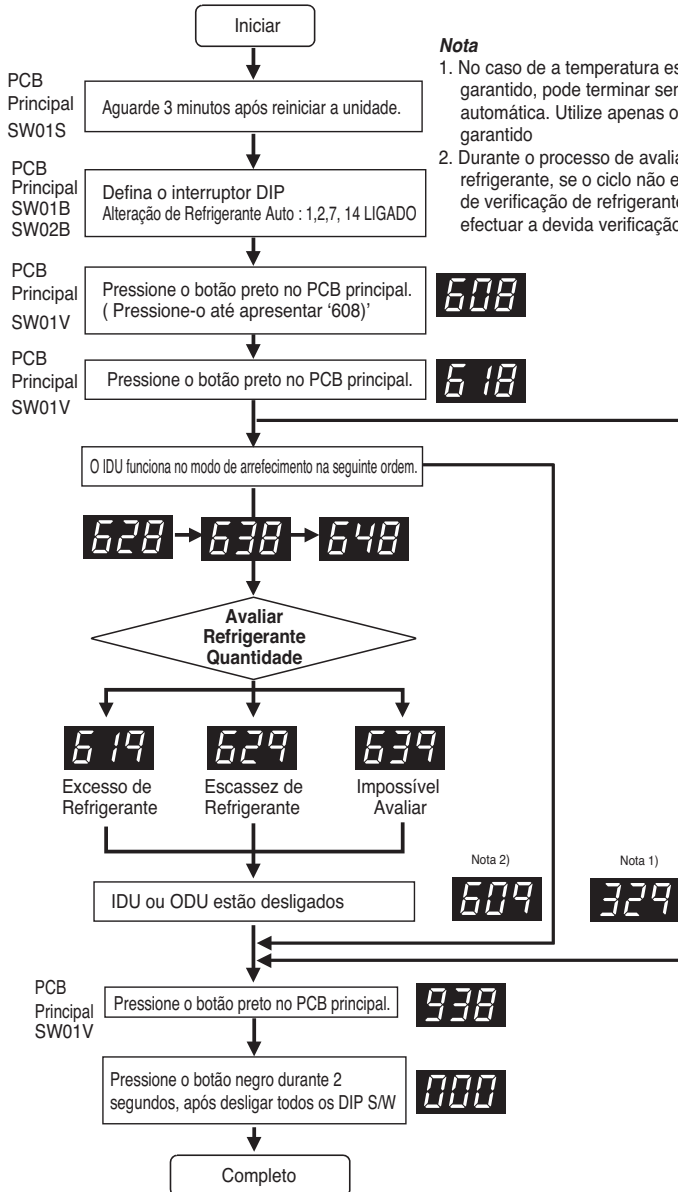 Iniciar
Nota
1. No caso de a temperatura es
garantido, pode terminar ser
automática. Utilize apenas o
garantido
2. Durante o processo de avalia
refrigerante, se o ciclo não e
de verificação de refrigerante
efectuar a devida verificação
PCB
Principal
SW01S
Aguarde 3 minutos após reiniciar a unidade.
PCB
Principal
SW01B
SW02B
Defina o interruptor DIP
Alteração de Refrigerante Auto : 1,2,7, 14 LIGADO
PCB
Principal
SW01V
Pressione o botão preto no PCB principal.
( Pressione-o até apresentar ‘608)’
608
PCB
Principal
SW01V
Pressione o botão preto no PCB principal.
618
O IDU funciona no modo de arrefecimento na seguinte ordem.
628 638 648
Avaliar
Refrigerante
Quantidade
619 629 639
Excesso de
Refrigerante
Escassez de
Refrigerante
Impossível
Avaliar
Nota 2)
Nota 1)
IDU ou ODU estão desligados
609
329
PCB
Principal
SW01V
Pressione o botão preto no PCB principal.
938
Pressione o botão negro durante 2
segundos, após desligar todos os DIP S/W
000
Completo